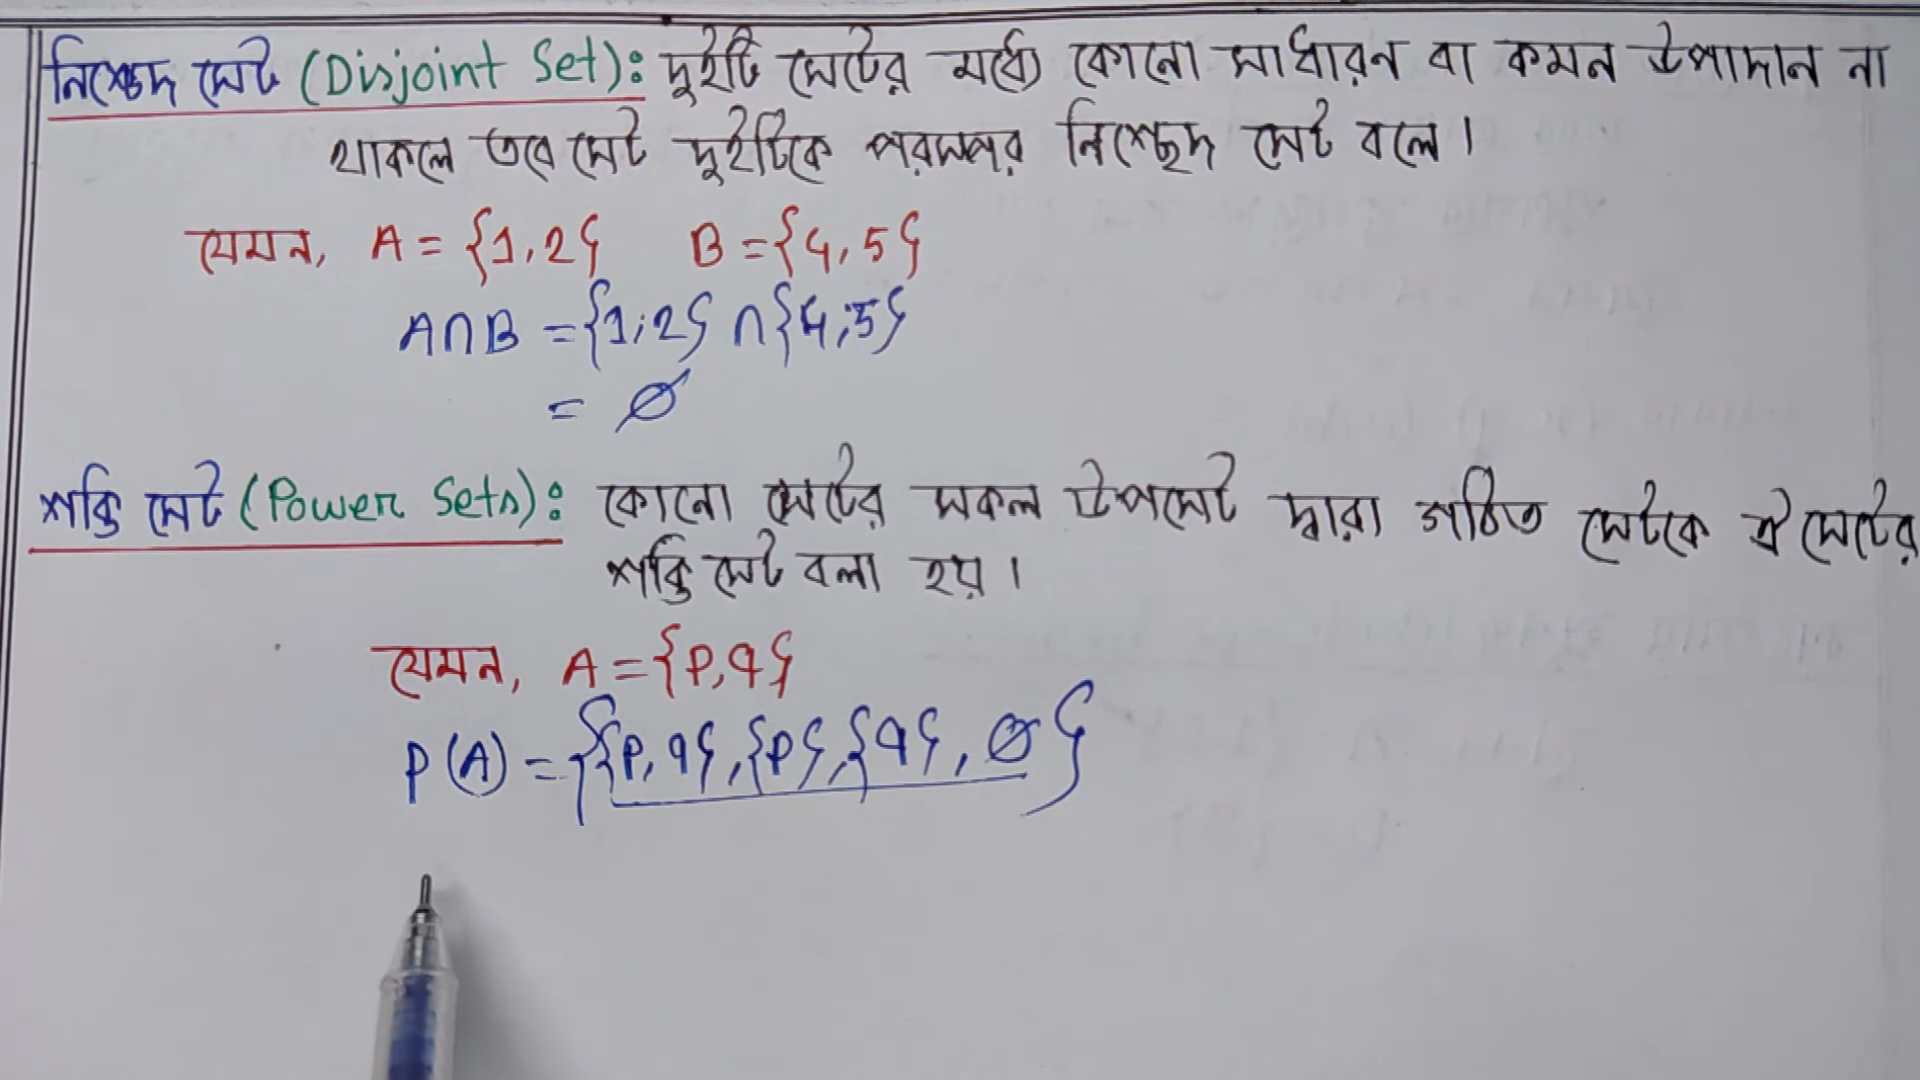 নিশ্ছেদ সেট (Disjoint Set): দুইটি সেটের মধ্যে কোনো সাধারন বা কমন উপাদান না
থাকলে তবে সেট দুইটিকে পরস্পর নিশ্ছেদ সেট বলে।
যেমন, A = {1, 2} B = {4, 5}
A∩B = {1, 2} ∩ {4, 5}
= Ø
শক্তি সেট (Power Sets): কোনো সেটের সকল উপসেট দ্বারা গঠিত সেটকে ঐ সেটের
শক্তি সেট বলা হয়।
যেমন, A = {P, q}
P(A) = {{P, q}, {P}, {q}, Ø}